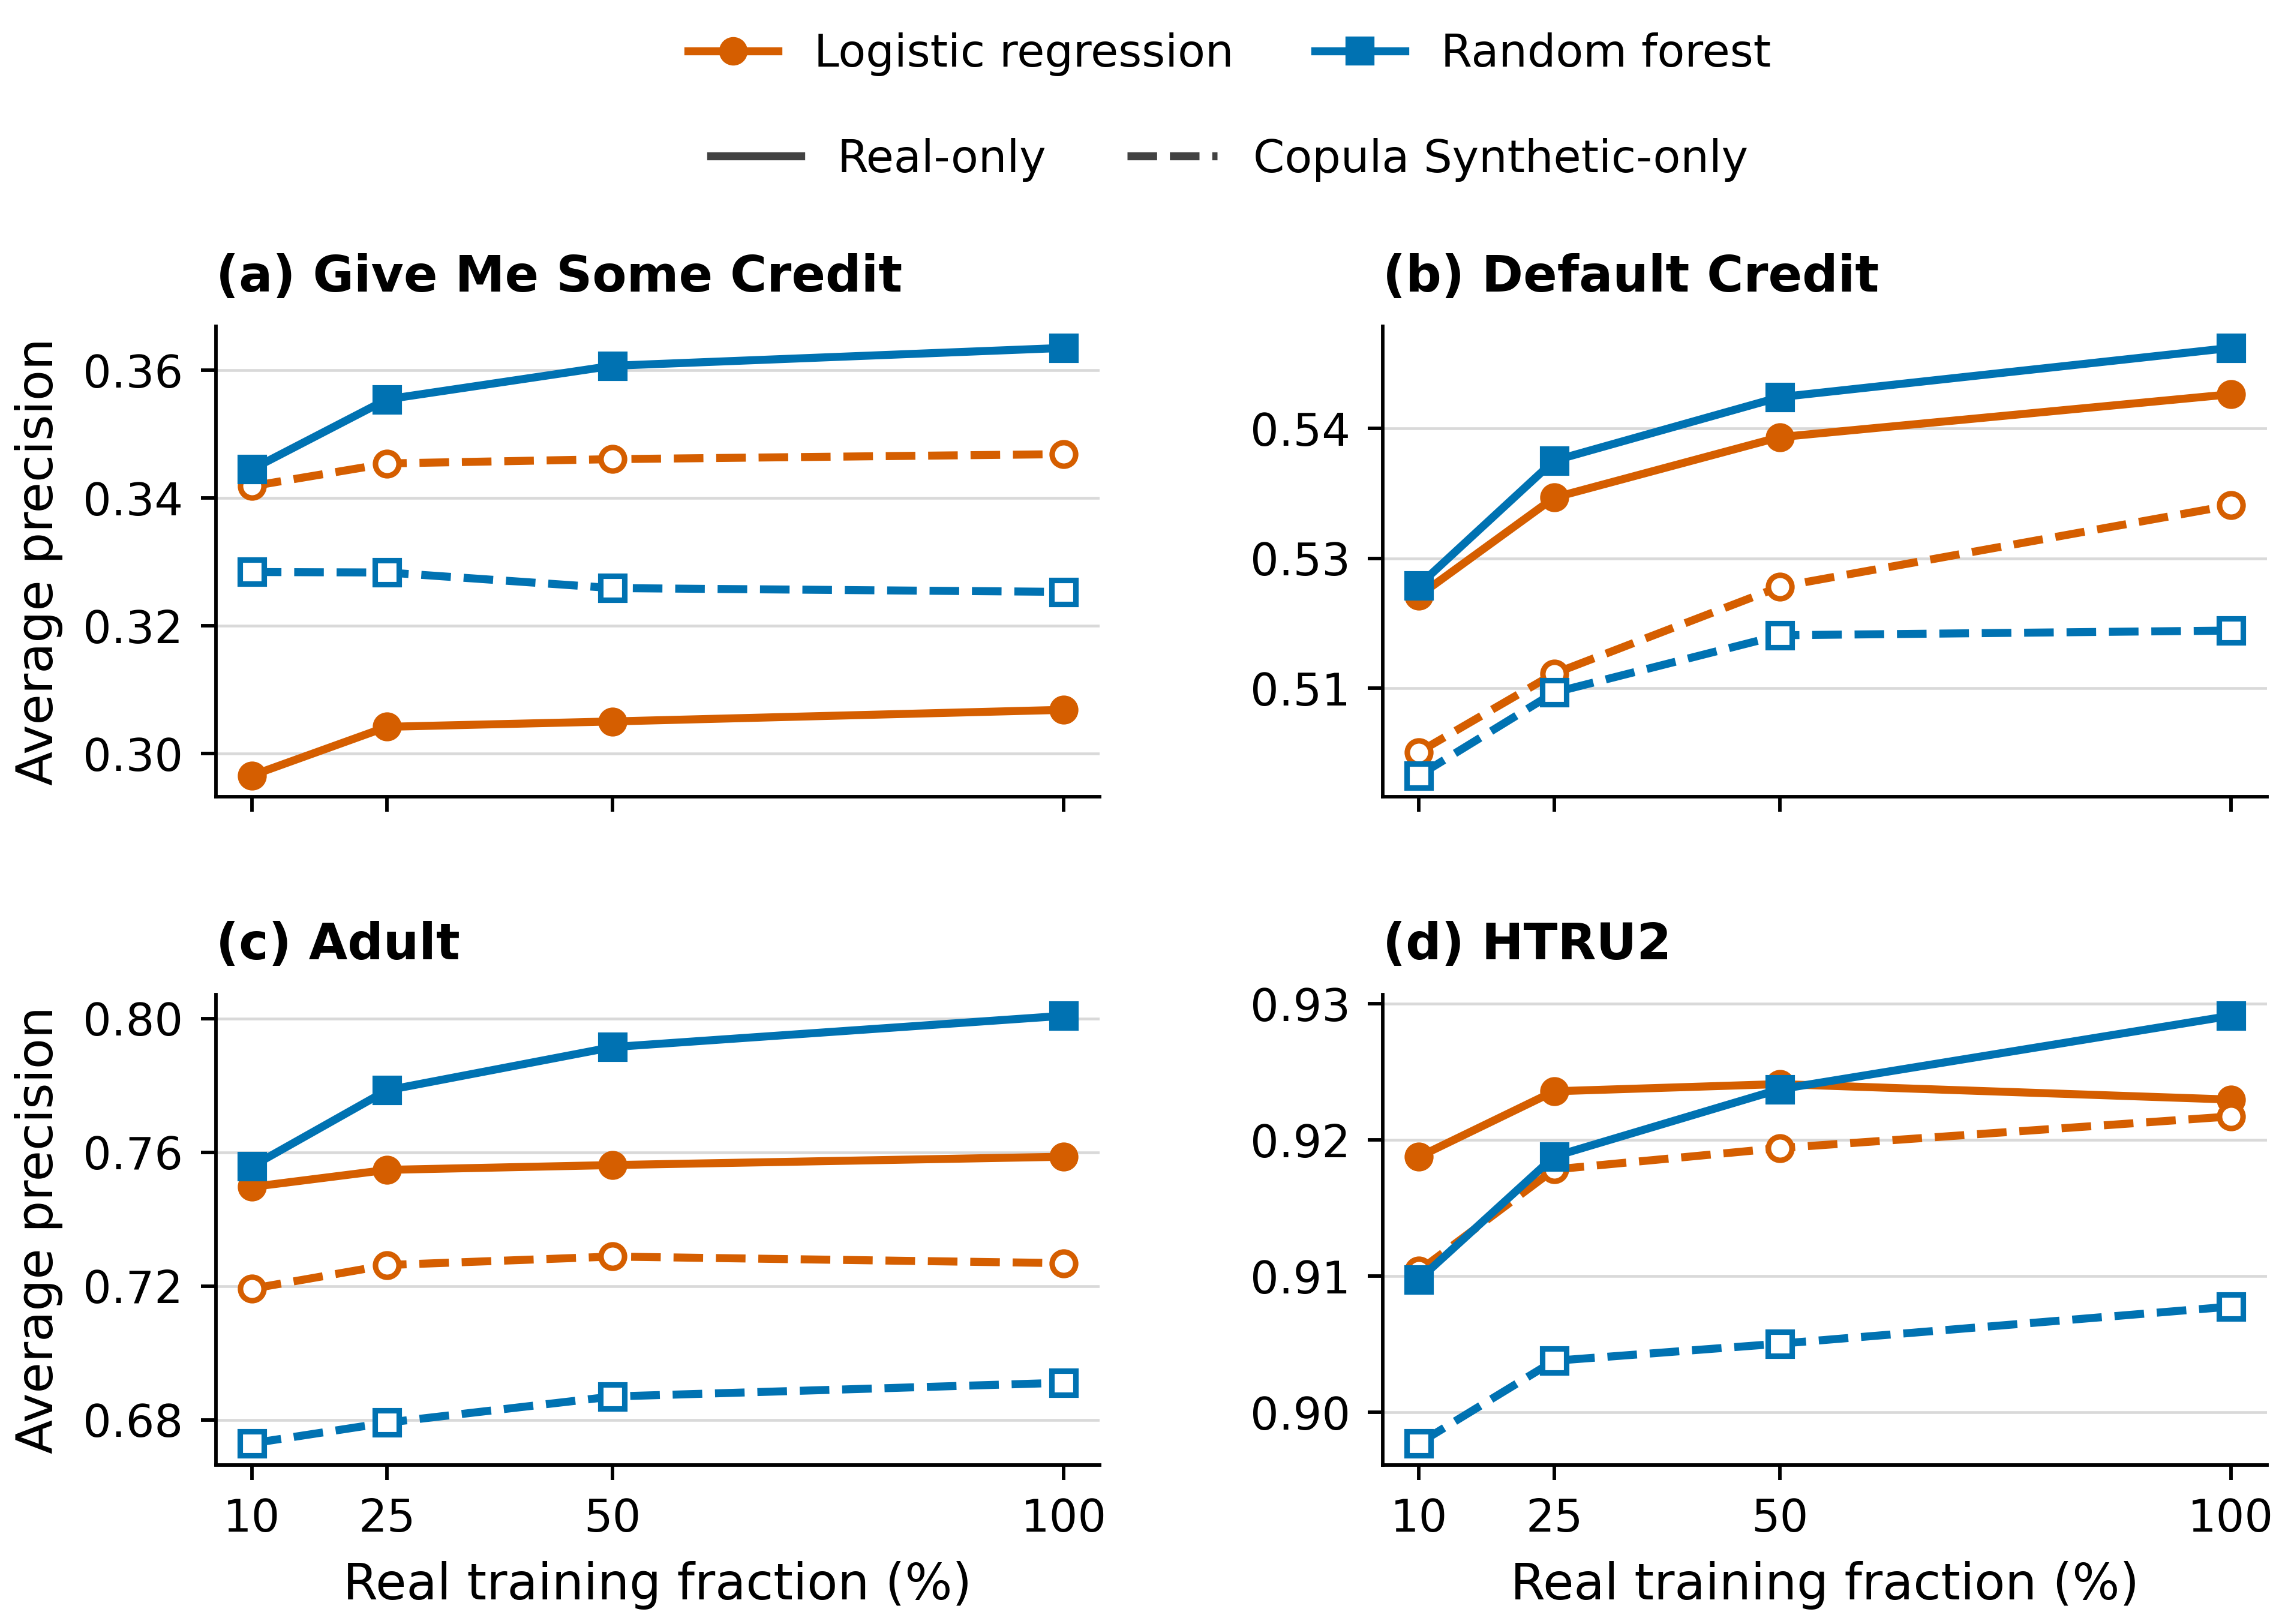 Logistic regression Random forest
Real-only Copula Synthetic-only
(a) Give Me Some Credit
(b) Default Credit
Average precision
0.36
0.34
0.32
0.30
0.54
0.53
0.51
(c) Adult
(d) HTRU2
Average precision
0.80
0.76
0.72
0.68
10 25 50 100
Real training fraction (%)
0.93
0.92
0.91
0.90
10 25 50 100
Real training fraction (%)